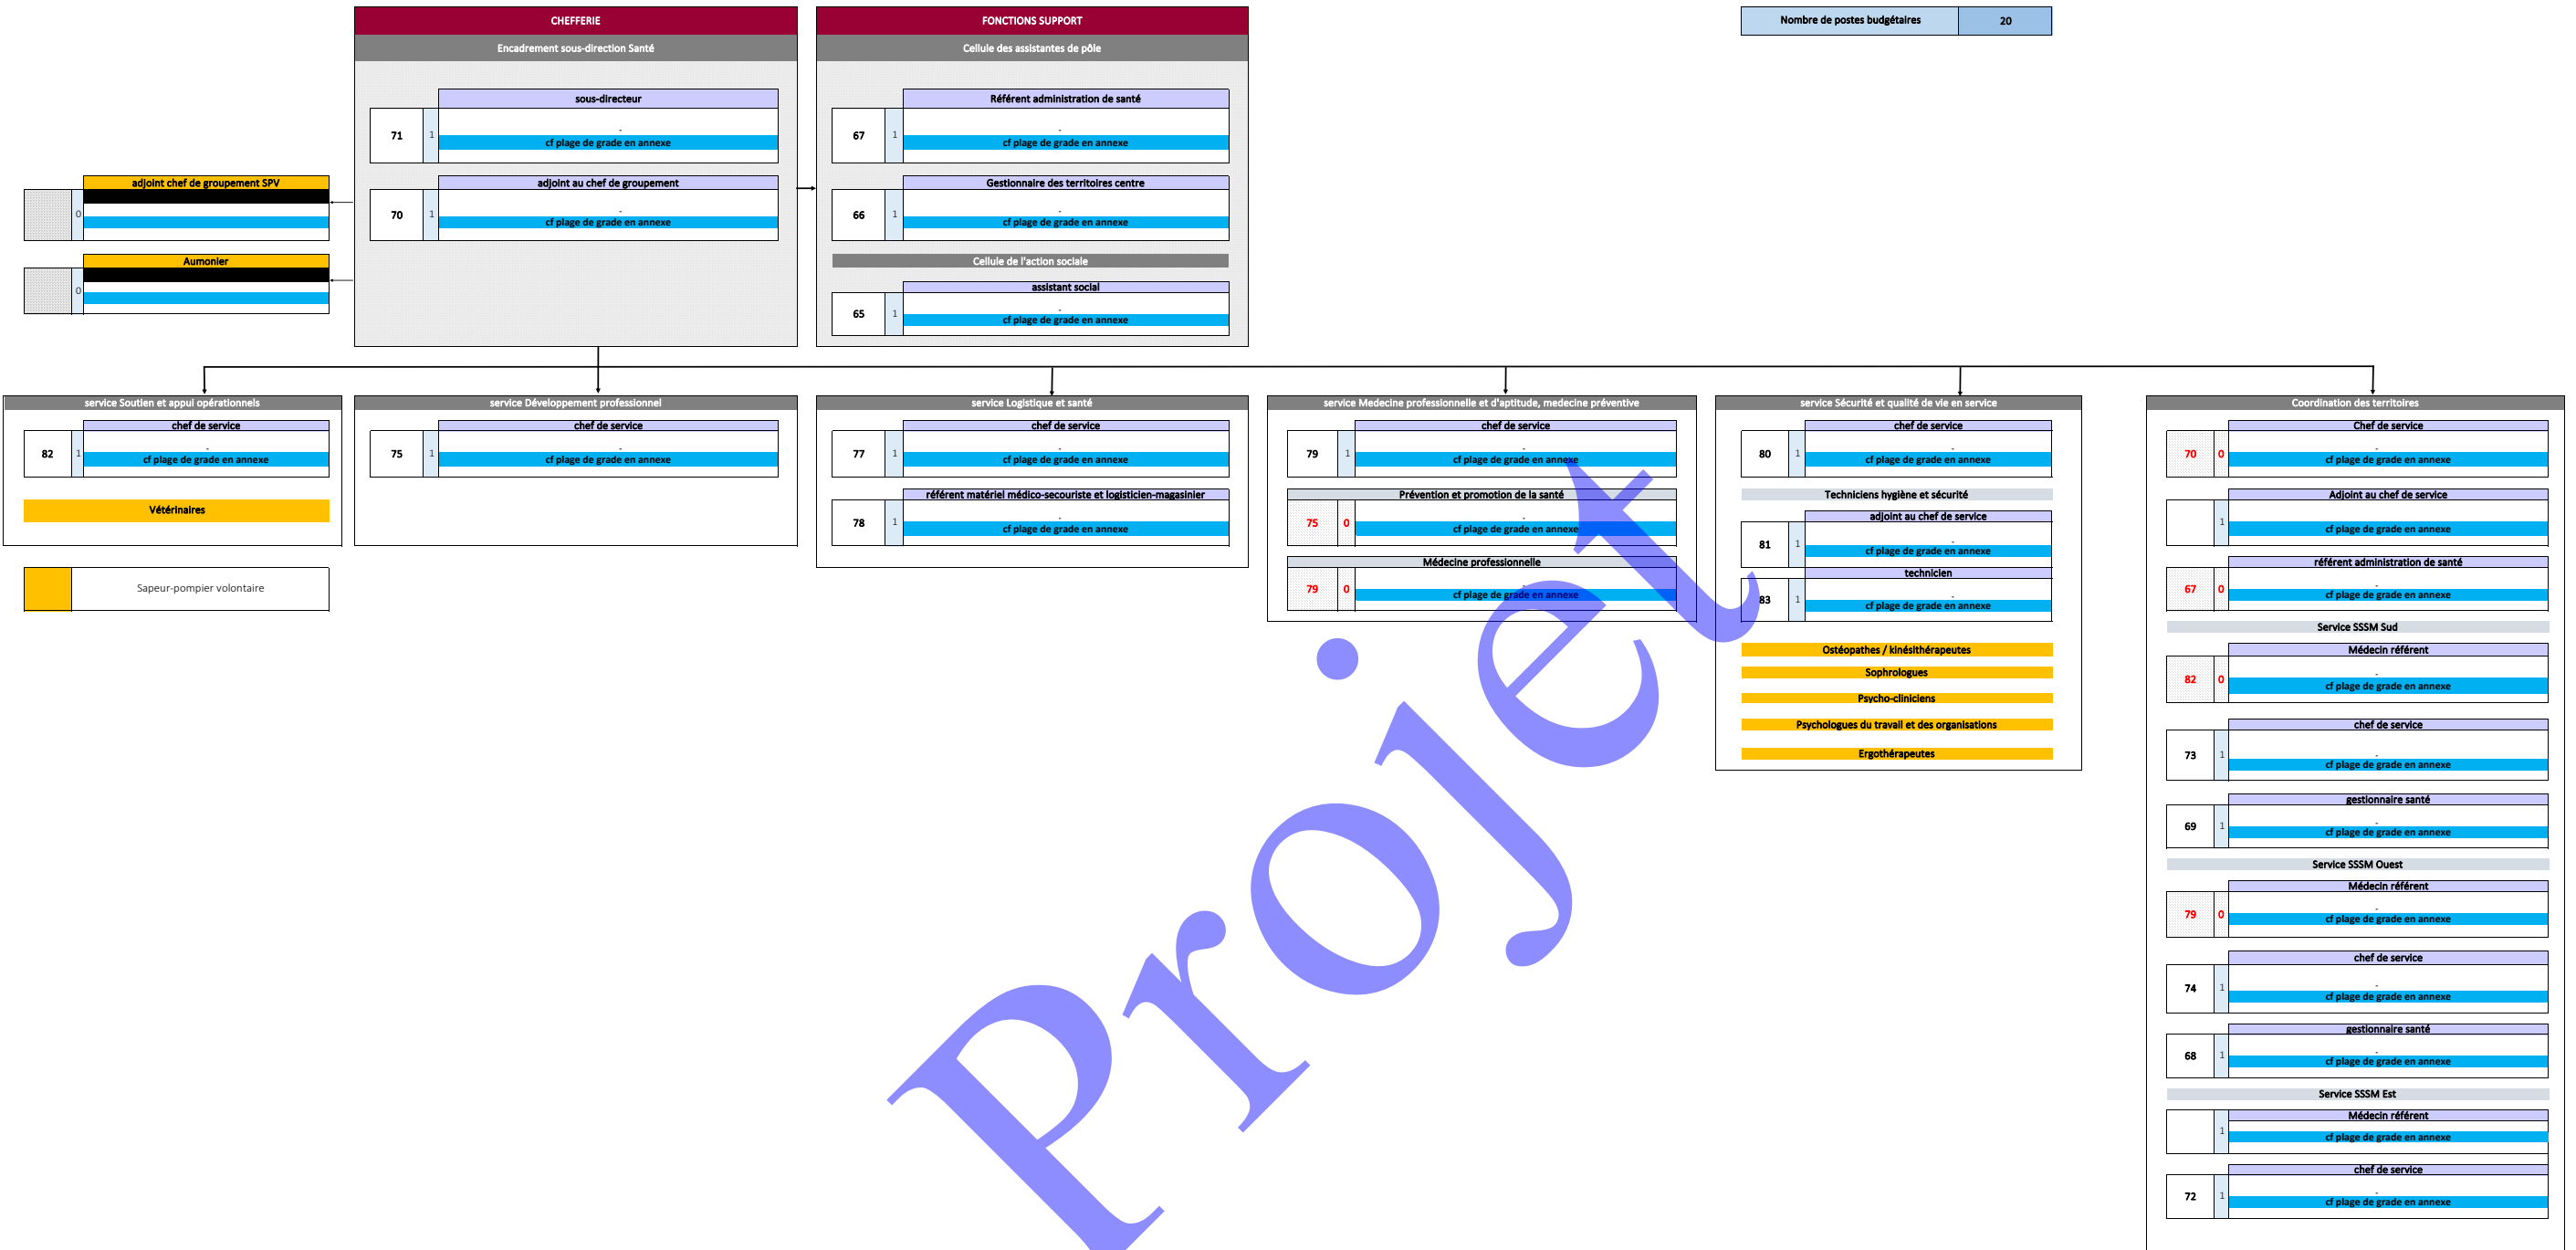 CHEFFERIE
Encadrement sous-direction Santé
sous-directeur
71 1 -
cf plage de grade en annexe
adjoint au chef de groupement
70 1 -
cf plage de grade en annexe
FONCTIONS SUPPORT
Cellule des assistantes de pôle
Référent administration de santé
67 1 -
cf plage de grade en annexe
Gestionnaire des territoires centre
66 1 -
cf plage de grade en annexe
Cellule de l'action sociale
assistant social
65 1 -
cf plage de grade en annexe
Nombre de postes budgétaires 20
adjoint chef de groupement SPV
0
Aumonier
0
service Soutien et appui opérationnels
chef de service
82 1 -
cf plage de grade en annexe
Vétérinaires
Sapeur-pompier volontaire
service Développement professionnel
chef de service
75 1 -
cf plage de grade en annexe
service Logistique et santé
chef de service
77 1 -
cf plage de grade en annexe
référent matériel médico-secouriste et logisticien-magasinier
78 1 -
cf plage de grade en annexe
service Medecine professionnelle et d'aptitude, medecine préventive
chef de service
79 1 -
cf plage de grade en annexe
Prévention et promotion de la santé
75 0 -
cf plage de grade en annexe
Médecine professionnelle
79 0 -
cf plage de grade en annexe
service Sécurité et qualité de vie en service
chef de service
80 1 -
cf plage de grade en annexe
Techniciens hygiène et sécurité
adjoint au chef de service
81 1 -
cf plage de grade en annexe
technicien
83 1 -
cf plage de grade en annexe
Ostéopathes / kinésithérapeutes
Sophrologues
Psycho-cliniciens
Psychologues du travail et des organisations
Ergothérapeutes
Coordination des territoires
Chef de service
70 0 -
cf plage de grade en annexe
Adjoint au chef de service
1 -
cf plage de grade en annexe
référent administration de santé
67 0 -
cf plage de grade en annexe
Service SSSM Sud
Médecin référent
82 0 -
cf plage de grade en annexe
chef de service
73 1 -
cf plage de grade en annexe
gestionnaire santé
69 1 -
cf plage de grade en annexe
Service SSSM Ouest
Médecin référent
79 0 -
cf plage de grade en annexe
chef de service
74 1 -
cf plage de grade en annexe
gestionnaire santé
68 1 -
cf plage de grade en annexe
Service SSSM Est
Médecin référent
1 -
cf plage de grade en annexe
chef de service
72 1 -
cf plage de grade en annexe
Projet